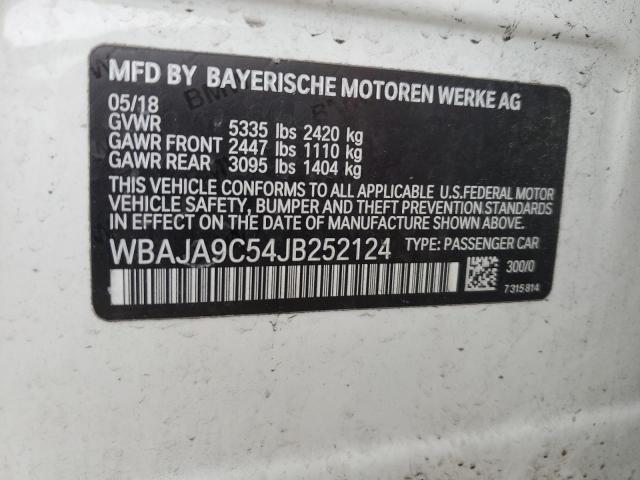 MFD BY BAYERISCHE MOTOREN WERKE AG
05/18
GVWR 5335 lbs 2420 kg
GAWR FRONT 2447 lbs 1110 kg
GAWR REAR 3095 lbs 1404 kg
THIS VEHICLE CONFORMS TO ALL APPLICABLE U.S.FEDERAL MOTOR
VEHICLE SAFETY, BUMPER AND THEFT PREVENTION STANDARDS
IN EFFECT ON THE DATE OF MANUFACTURE SHOWN ABOVE.
WBAJA9C54JB252124 TYPE: PASSENGER CAR
300/0
7315814